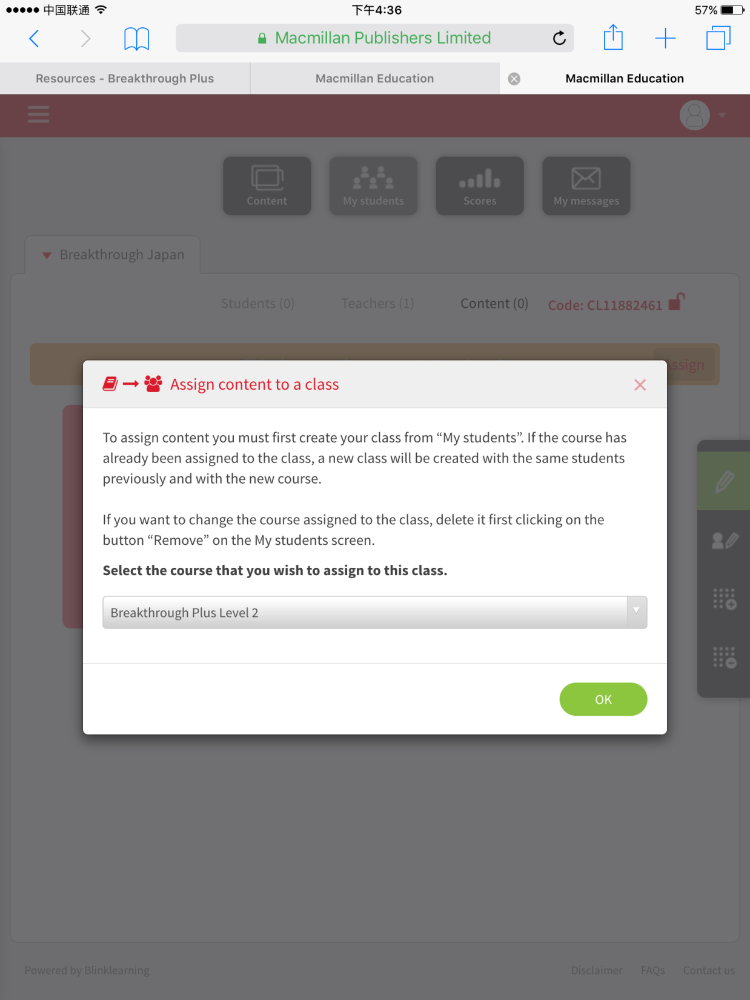 中国联通
下午4:36
57%
Macmillan Publishers Limited
Resources - Breakthrough Plus
Macmillan Education
Macmillan Education
Content
My students
Scores
My messages
Breakthrough Japan
Students (0)
Teachers (1)
Content (0)
Code: CL11882461
Assign
Assign content to a class
To assign content you must first create your class from “My students”. If the course has
already been assigned to the class, a new class will be created with the same students
previously and with the new course.
If you want to change the course assigned to the class, delete it first clicking on the
button “Remove” on the My students screen.
Select the course that you wish to assign to this class.
Breakthrough Plus Level 2
OK
Powered by Blinklearning
Disclaimer
FAQs
Contact us